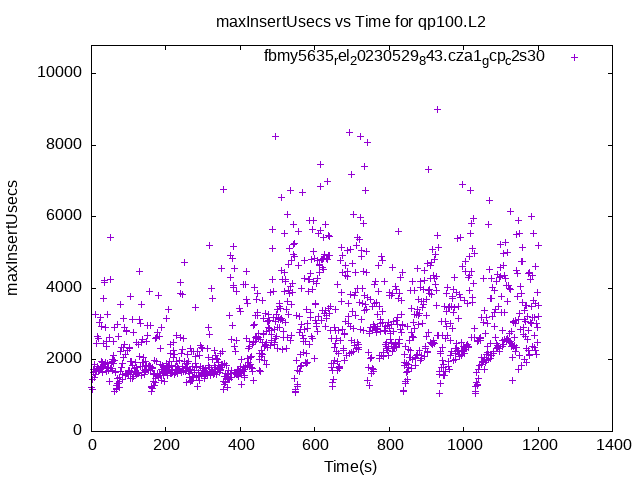 maxInsertUsecs vs Time for qp100.L2
fbmy5635rel20230529843.cza1gcpc2s30
maxInsertUsecs
10000
8000
6000
4000
2000
0
0 200 400 600 800 1000 1200 1400
Time(s)